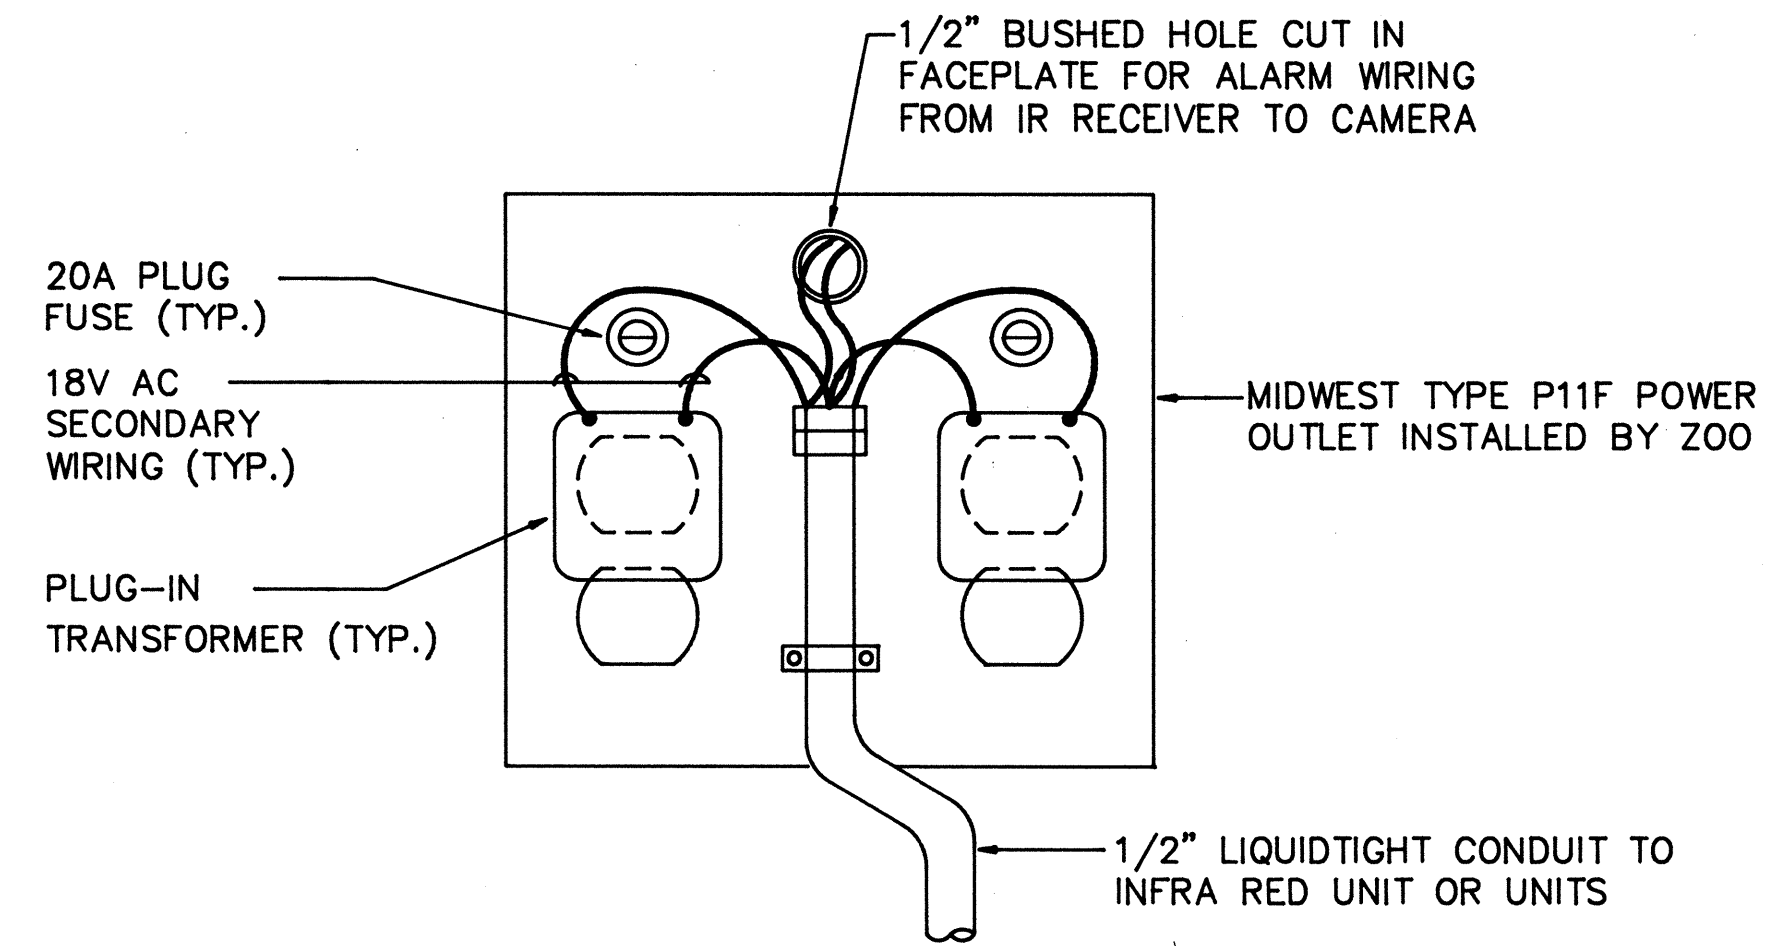 1/2" BUSHED HOLE CUT IN
FACEPLATE FOR ALARM WIRING
FROM IR RECEIVER TO CAMERA
20A PLUG
FUSE (TYP.)
18V AC
SECONDARY
WIRING (TYP.)
MIDWEST TYPE P11F POWER
OUTLET INSTALLED BY ZOO
PLUG-IN
TRANSFORMER (TYP.)
1/2" LIQUIDTIGHT CONDUIT TO
INFRA RED UNIT OR UNITS